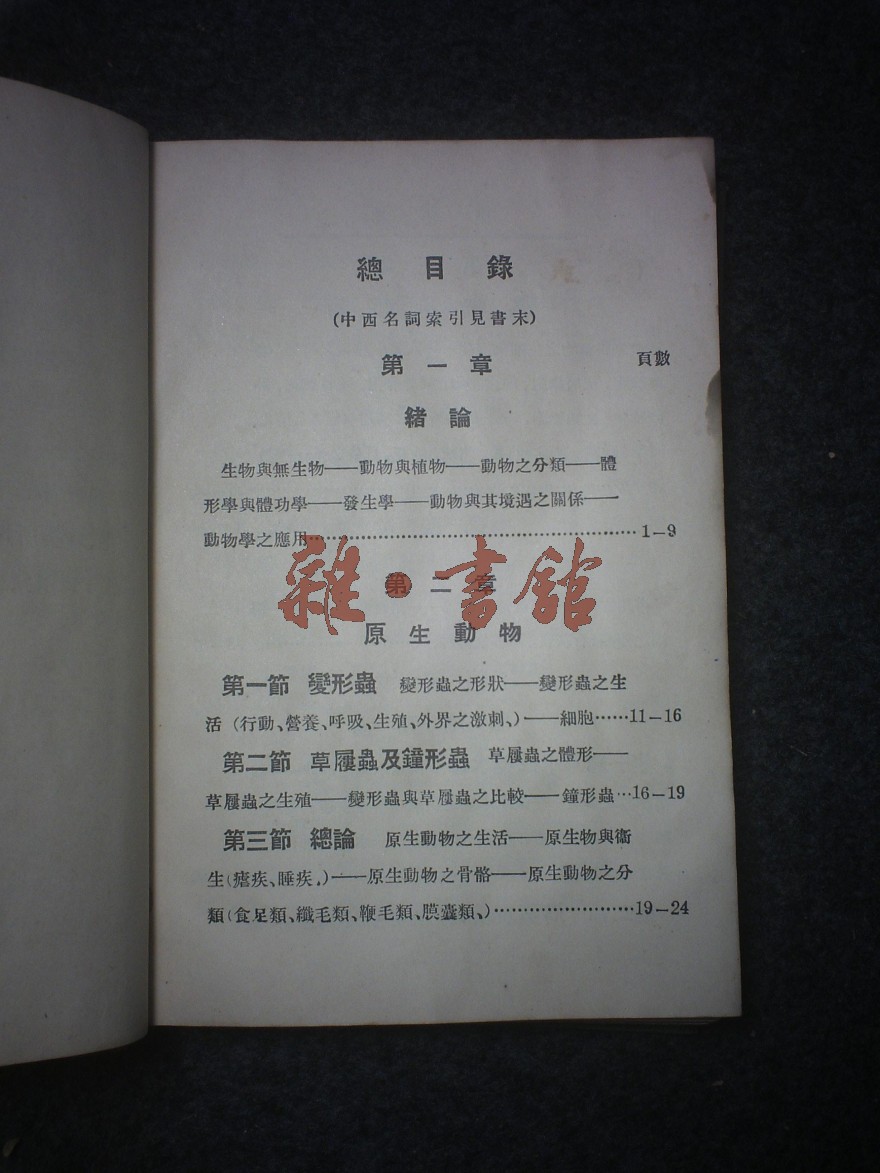 總目錄
(中西名詞索引見書末)
第一章 頁數
緒論
生物與無生物——動物與植物——動物之分類——體
形學與體功學——發生學——動物與其境遇之關係——
動物學之應用……………………………………………1—9
雜·書館
第二章
原生動物
第一節 變形蟲 變形蟲之形狀——變形蟲之生
活(行動、營養、呼吸、生殖、外界之激刺、)——細胞……11—16
第二節 草履蟲及鐘形蟲 草履蟲之體形——
草履蟲之生殖——變形蟲與草履蟲之比較——鐘形蟲…16—19
第三節 總論 原生動物之生活——原生物與衞
生(瘧疾、睡疾、)——原生動物之骨骼——原生動物之分
類(食足類、纖毛類、鞭毛類、膜囊類、)……………………19—24